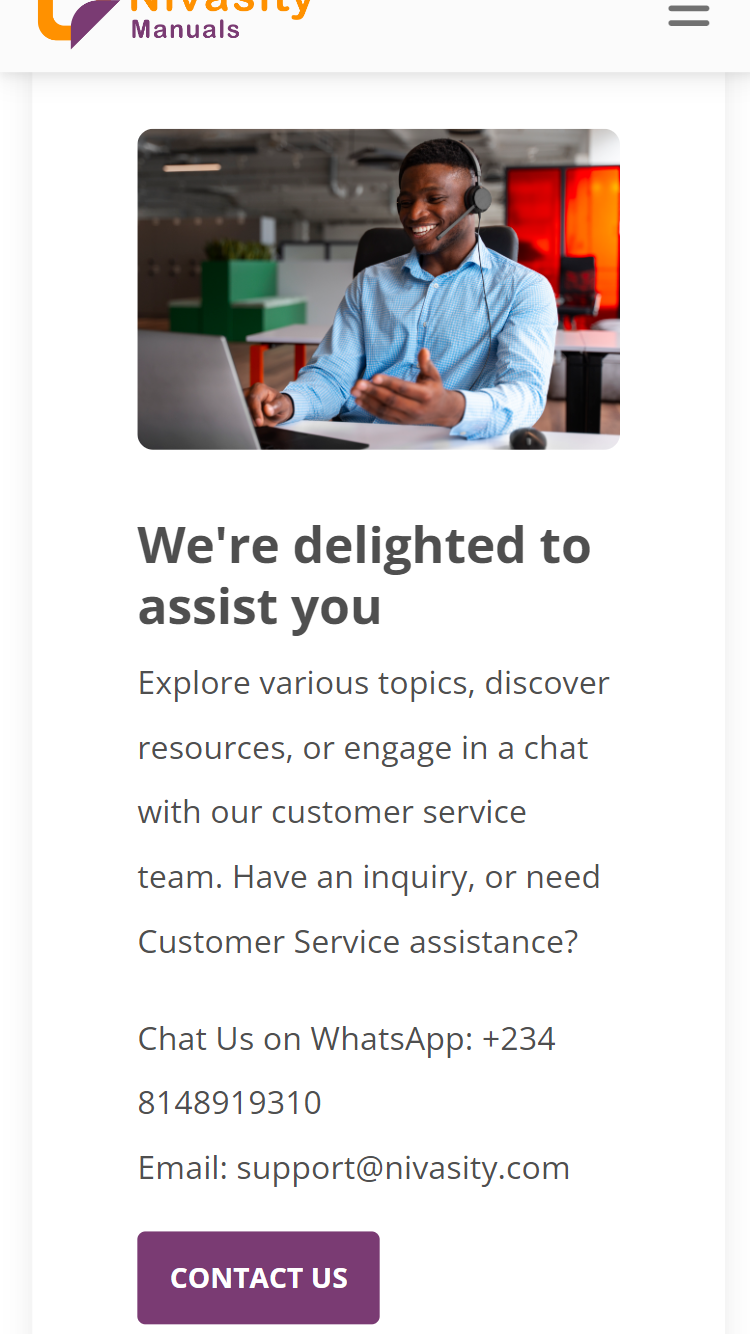 Nivasity
Manuals
We're delighted to
assist you
Explore various topics, discover
resources, or engage in a chat
with our customer service
team. Have an inquiry, or need
Customer Service assistance?
Chat Us on WhatsApp: +234
8148919310
Email: support@nivasity.com
CONTACT US